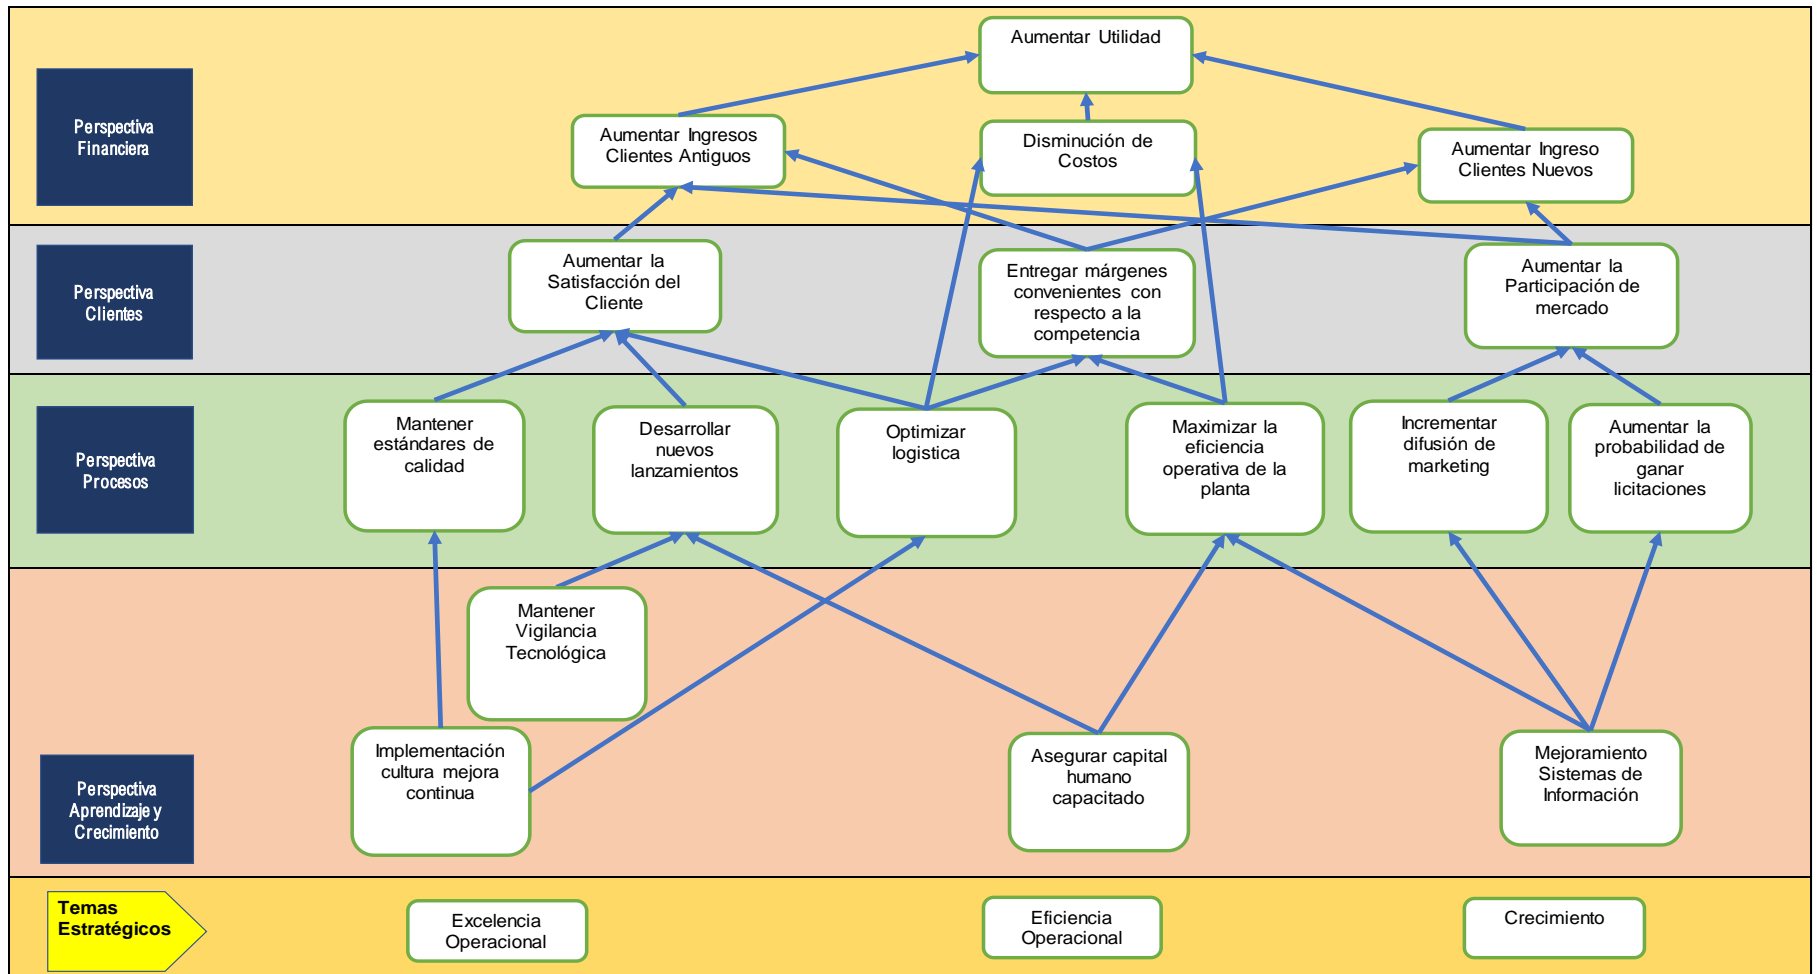 Aumentar Utilidad
Perspectiva
Financiera
Aumentar Ingresos
Clientes Antiguos
Disminución de
Costos
Aumentar Ingreso
Clientes Nuevos
Perspectiva
Clientes
Aumentar la
Satisfacción del
Cliente
Entregar márgenes
convenientes con
respecto a la
competencia
Aumentar la
Participación de
mercado
Perspectiva
Procesos
Mantener
estándares de
calidad
Desarrollar
nuevos
lanzamientos
Optimizar
logistica
Maximizar la
eficiencia
operativa de la
planta
Incrementar
difusión de
marketing
Aumentar la
probabilidad de
ganar
licitaciones
Mantener
Vigilancia
Tecnológica
Perspectiva
Aprendizaje y
Crecimiento
Implementación
cultura mejora
continua
Asegurar capital
humano
capacitado
Mejoramiento
Sistemas de
Información
Temas
Estratégicos
Excelencia
Operacional
Eficiencia
Operacional
Crecimiento